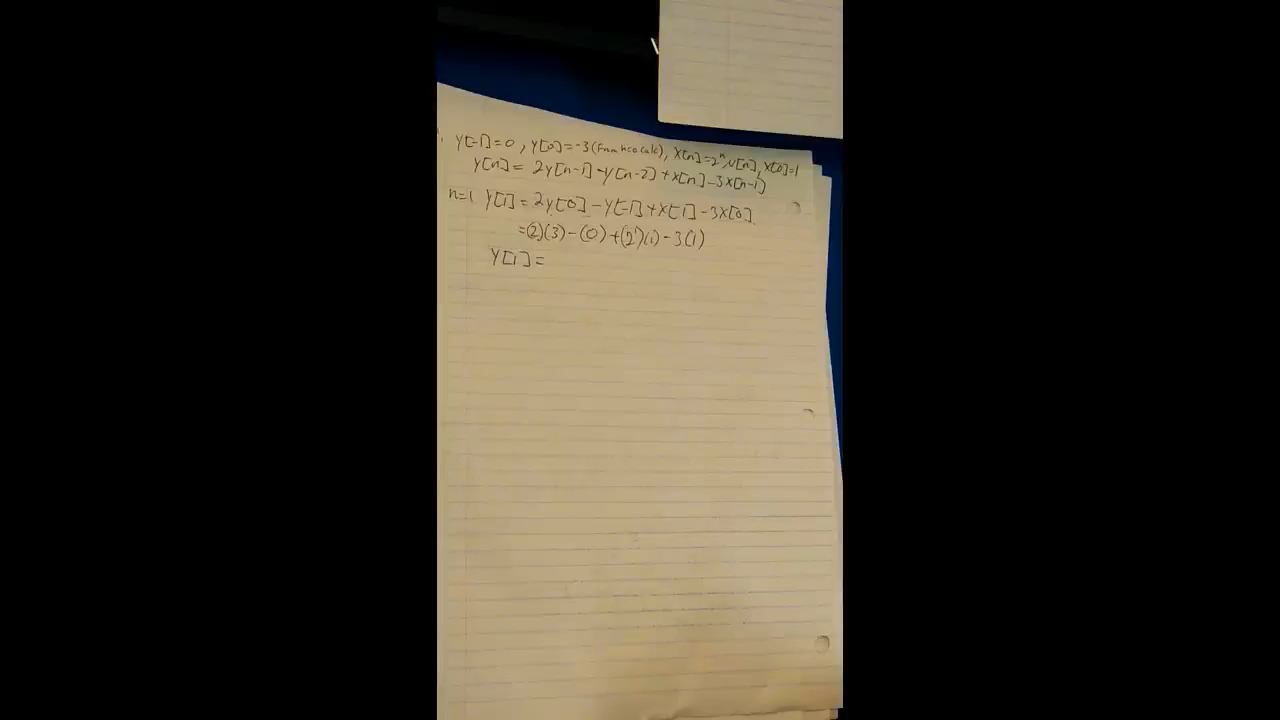 y[-1]=0, y[0]=-3(From n=0 calc), x[n]=2ⁿu[n], x[0]=1
y[n]= 2y[n-1]-y[n-2]+x[n]-3x[n-1]
n=1 y[1]=2y[0]-y[-1]+x[1]-3x[0]
=(2)(3)-(0)+(2¹)(1)-3(1)
y[1]=